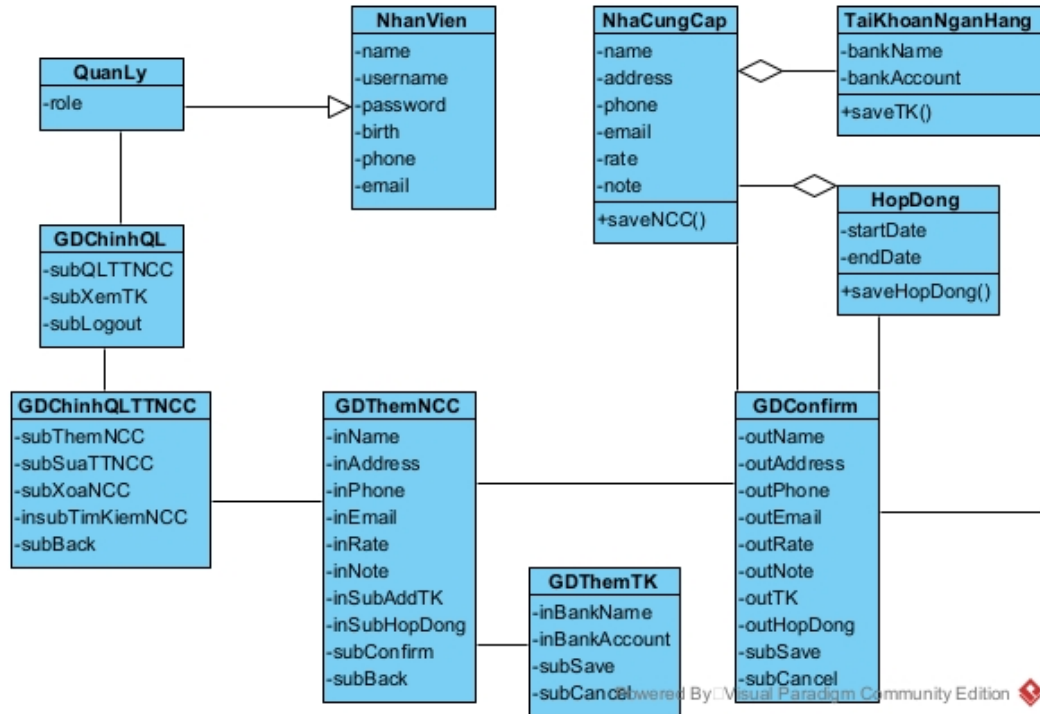 NhanVien
-name
-username
-password
-birth
-phone
-email
NhaCungCap
-name
-address
-phone
-email
-rate
-note
+saveNCC()
TaiKhoanNganHang
-bankName
-bankAccount
+saveTK()
QuanLy
-role
HopDong
-startDate
-endDate
+saveHopDong()
GDChinhQL
-subQLTTNCC
-subXemTK
-subLogout
GDChinhQLTTNCC
-subThemNCC
-subSuaTTNCC
-subXoaNCC
-insubTimKiemNCC
-subBack
GDThemNCC
-inName
-inAddress
-inPhone
-inEmail
-inRate
-inNote
-inSubAddTK
-inSubHopDong
-subConfirm
-subBack
GDThemTK
-inBankName
-inBankAccount
-subSave
-subCancel
GDConfirm
-outName
-outAddress
-outPhone
-outEmail
-outRate
-outNote
-outTK
-outHopDong
-subSave
-subCancel
Powered By Visual Paradigm Community Edition